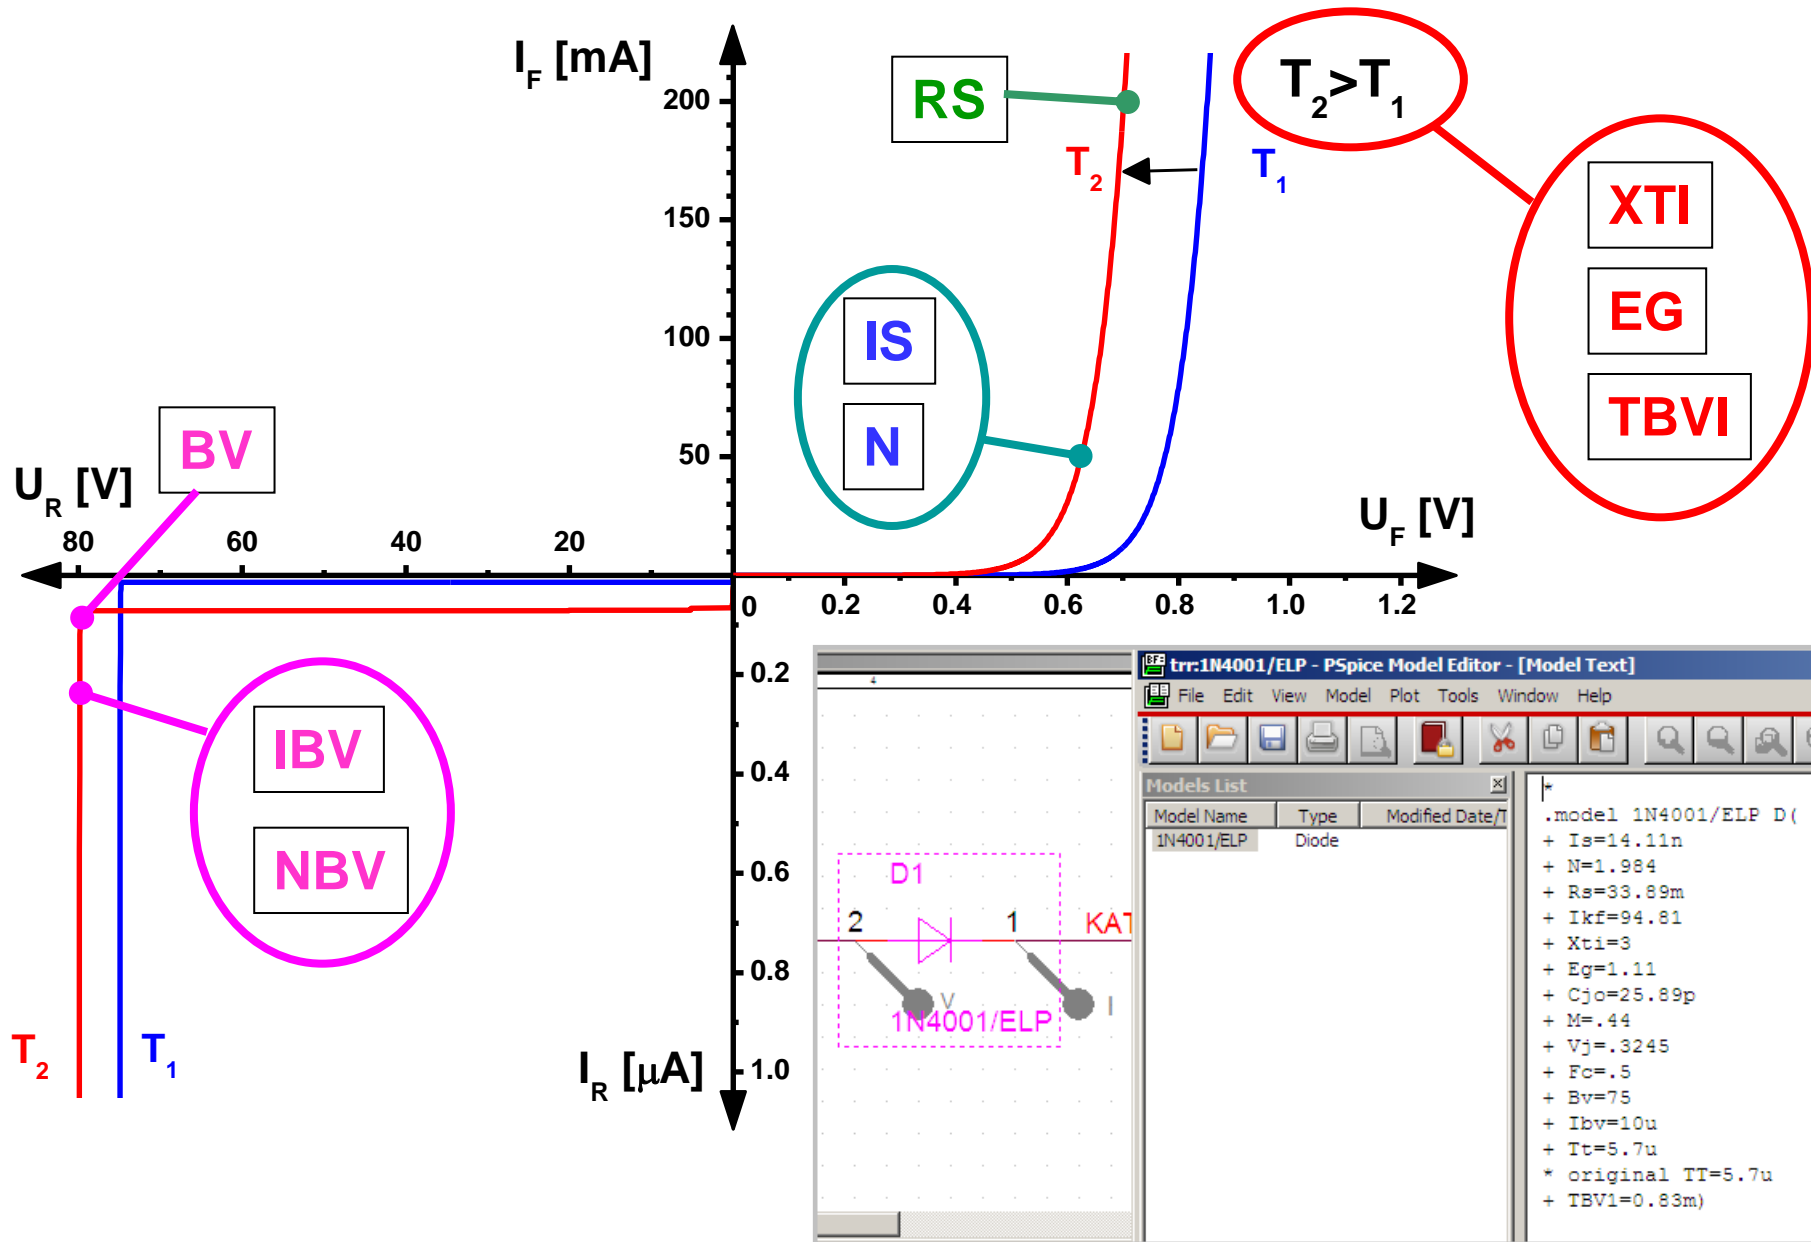 I_F [mA]
200
150
100
50
RS
T_2
T_1
T_2>T_1
XTI
EG
TBVI
IS
N
BV
U_R [V]
80
60
40
20
U_F [V]
0
0.2
0.4
0.6
0.8
1.0
1.2
0.2
0.4
0.6
0.8
1.0
IBV
NBV
T_2
T_1
I_R [μA]
4
D1
2
1
KAT
V
I
1N4001/ELP
trr:1N4001/ELP - PSpice Model Editor - [Model Text]
File Edit View Model Plot Tools Window Help
Models List
Model Name Type Modified Date/T
1N4001/ELP Diode
*
.model 1N4001/ELP D(
+ Is=14.11n
+ N=1.984
+ Rs=33.89m
+ Ikf=94.81
+ Xti=3
+ Eg=1.11
+ Cjo=25.89p
+ M=.44
+ Vj=.3245
+ Fc=.5
+ Bv=75
+ Ibv=10u
+ Tt=5.7u
* original TT=5.7u
+ TBV1=0.83m)